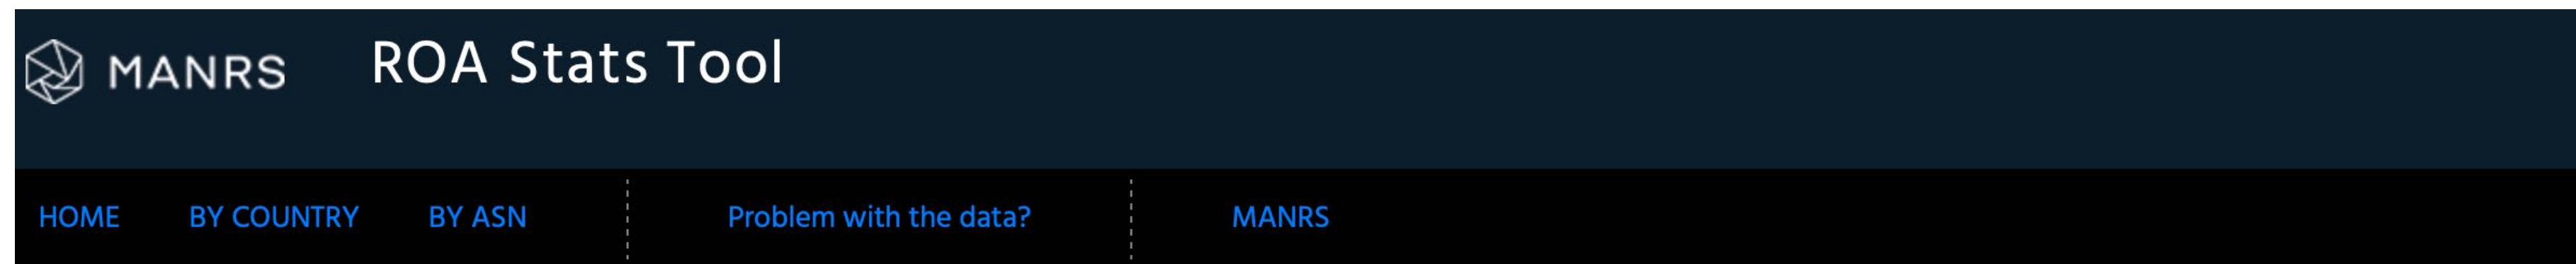 MANRS ROA Stats Tool
HOME BY COUNTRY BY ASN Problem with the data? MANRS